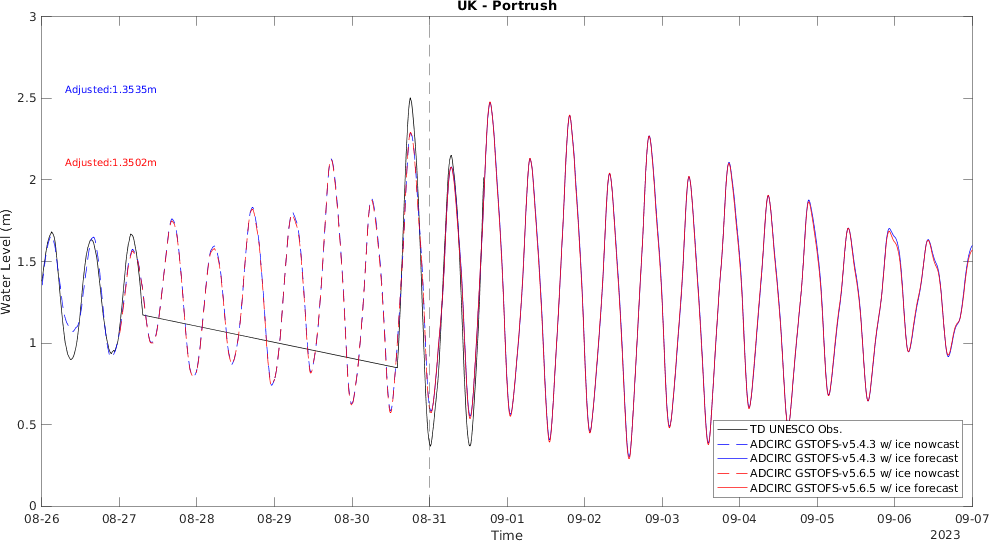 UK - Portrush
3
2.5
2
1.5
1
0.5
0
Water Level (m)
Adjusted:1.3535m
Adjusted:1.3502m
TD UNESCO Obs.
ADCIRC GSTOFS-v5.4.3 w/ ice nowcast
ADCIRC GSTOFS-v5.4.3 w/ ice forecast
ADCIRC GSTOFS-v5.6.5 w/ ice nowcast
ADCIRC GSTOFS-v5.6.5 w/ ice forecast
08-26 08-27 08-28 08-29 08-30 08-31 09-01 09-02 09-03 09-04 09-05 09-06 09-07
Time
2023